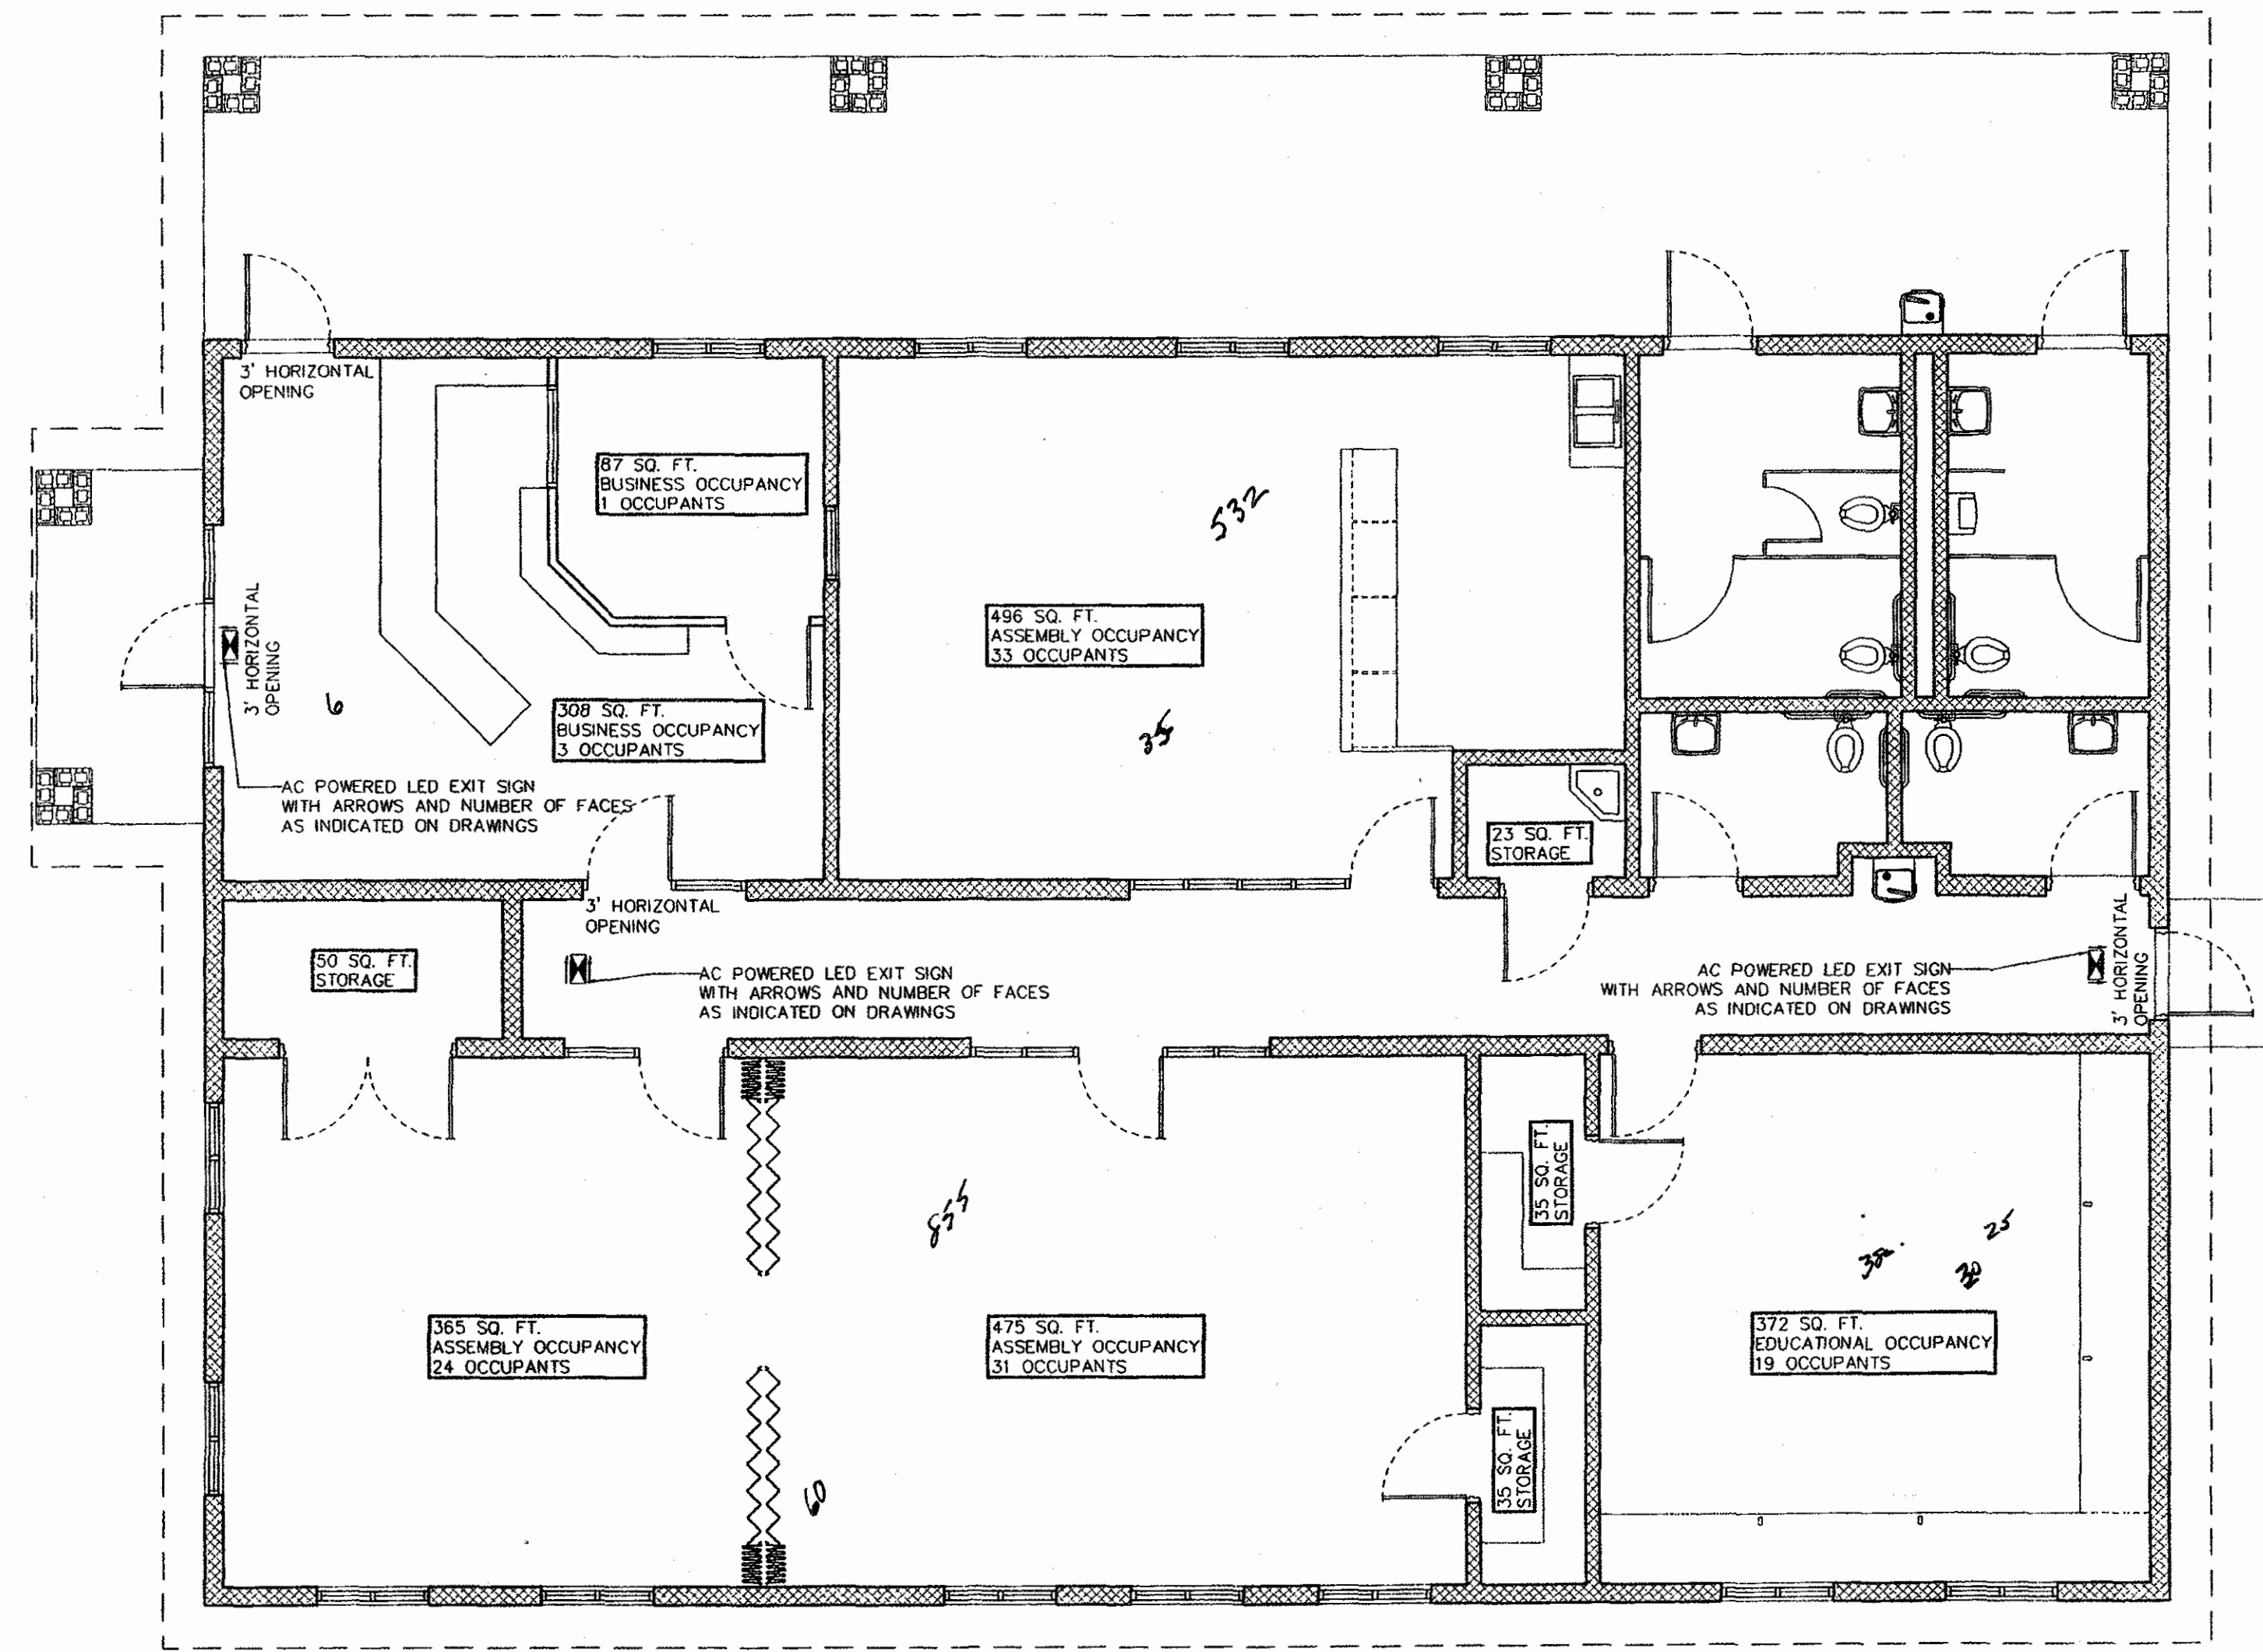 3' HORIZONTAL
OPENING
87 SQ. FT.
BUSINESS OCCUPANCY
1 OCCUPANTS
532
496 SQ. FT.
ASSEMBLY OCCUPANCY
33 OCCUPANTS
3' HORIZONTAL
OPENING
6
308 SQ. FT.
BUSINESS OCCUPANCY
3 OCCUPANTS
AC POWERED LED EXIT SIGN
WITH ARROWS AND NUMBER OF FACES
AS INDICATED ON DRAWINGS
23 SQ. FT.
STORAGE
3' HORIZONTAL
OPENING
50 SQ. FT.
STORAGE
AC POWERED LED EXIT SIGN
WITH ARROWS AND NUMBER OF FACES
AS INDICATED ON DRAWINGS
AC POWERED LED EXIT SIGN
WITH ARROWS AND NUMBER OF FACES
AS INDICATED ON DRAWINGS
3' HORIZONTAL
OPENING
35 SQ. FT.
STORAGE
25
30
365 SQ. FT.
ASSEMBLY OCCUPANCY
24 OCCUPANTS
475 SQ. FT.
ASSEMBLY OCCUPANCY
31 OCCUPANTS
372 SQ. FT.
EDUCATIONAL OCCUPANCY
19 OCCUPANTS
35 SQ. FT.
STORAGE
60